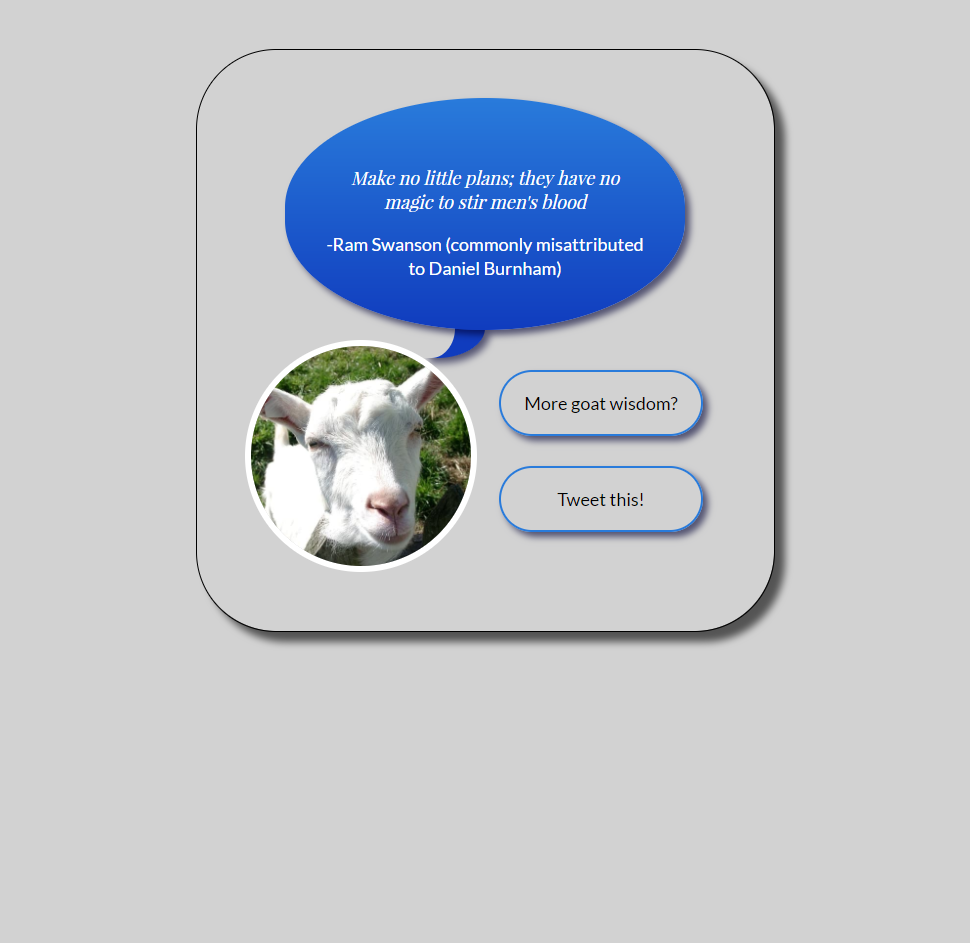 Make no little plans; they have no
magic to stir men's blood
-Ram Swanson (commonly misattributed
to Daniel Burnham)
More goat wisdom?
Tweet this!